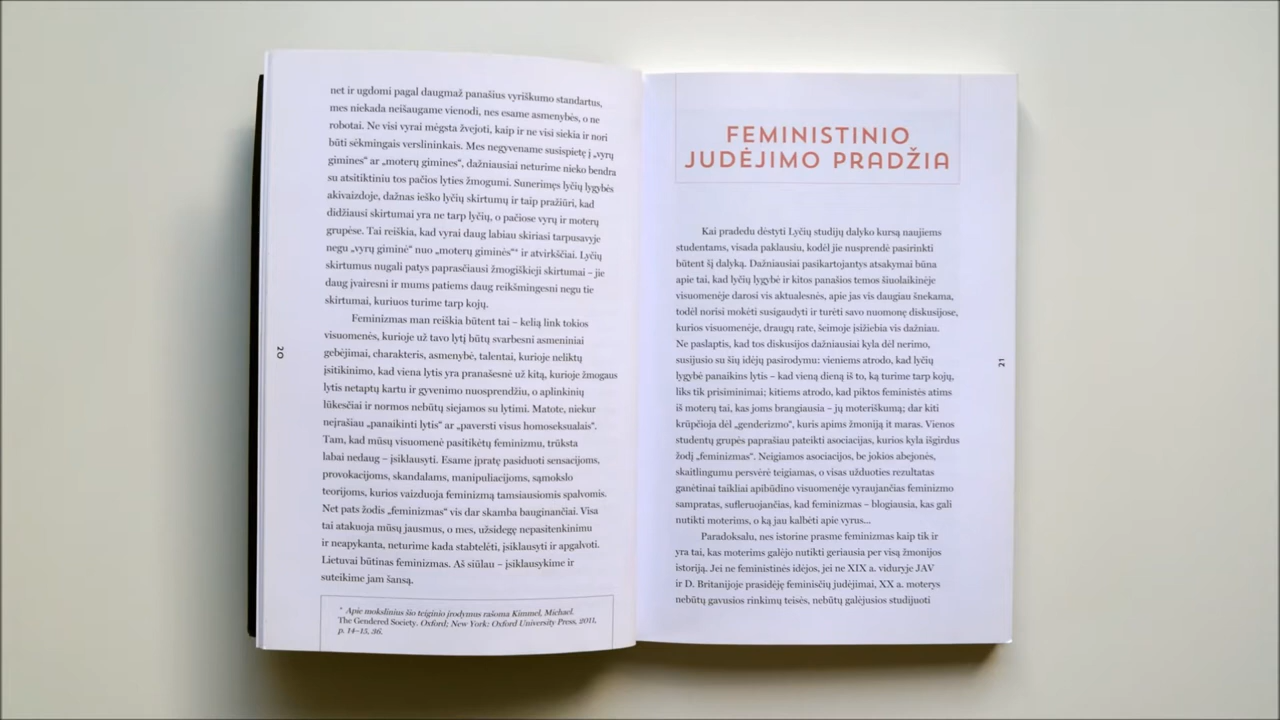 net ir ugdomi pagal daugmaž panašius vyriškumo standartus,
mes niekada neišaugame vienodi, nes esame asmenybės, o ne
robotai. Ne visi vyrai mėgsta žvejoti, kaip ir ne visi siekia ir nori
būti sėkmingais verslininkais. Mes negyvename susispietę į „vyrų
gimines“ ar „moterų gimines“, dažniausiai neturime nieko bendra
su atsitiktiniu tos pačios lyties žmogumi. Sunerimęs lyčių lygybės
akivaizdoje, dažnas ieško lyčių skirtumų ir taip pražiūri, kad
didžiausi skirtumai yra ne tarp lyčių, o pačiose vyrų ir moterų
grupėse. Tai reiškia, kad vyrai daug labiau skiriasi tarpusavyje
negu „vyrų giminė“ nuo „moterų giminės“* ir atvirkščiai. Lyčių
skirtumus nugali patys paprasčiausi žmogiškieji skirtumai – jie
daug įvairesni ir mums patiems daug reikšmingesni negu tie
skirtumai, kuriuos turime tarp kojų.
Feminizmas man reiškia būtent tai – kelią link tokios
visuomenės, kurioje už tavo lytį būtų svarbesni asmeniniai
gebėjimai, charakteris, asmenybė, talentai, kurioje neliktų
įsitikinimo, kad viena lytis yra pranašesnė už kitą, kurioje žmogaus
lytis netaptų kartu ir gyvenimo nuosprendžiu, o aplinkinių
lūkesčiai ir normos nebūtų siejamos su lytimi. Matote, niekur
neįrašiau „panaikinti lytis“ ar „paversti visus homoseksualais“.
Tam, kad mūsų visuomenė pasitikėtų feminizmu, trūksta
labai nedaug – įsiklausyti. Esame įpratę pasiduoti sensacijoms,
provokacijoms, skandalams, manipuliacijoms, sąmokslo
teorijoms, kurios vaizduoja feminizmą tamsiausiomis spalvomis.
Net pats žodis „feminizmas“ vis dar skamba bauginančiai. Visa
tai atakuoja mūsų jausmus, o mes, užsidegę nepasitenkinimu
ir neapykanta, neturime kada stabtelėti, įsiklausyti ir apgalvoti.
Lietuvai būtinas feminizmas. Aš siūlau – įsiklausykime ir
suteikime jam šansą.
* Apie mokslinius šio teiginio įrodymus rašoma Kimmel, Michael.
The Gendered Society. Oxford; New York: Oxford University Press, 2011,
p. 14–15, 36.
20
FEMINISTINIO
JUDĖJIMO PRADŽIA
Kai pradedu dėstyti Lyčių studijų dalyko kursą naujiems
studentams, visada paklausiu, kodėl jie nusprendė pasirinkti
būtent šį dalyką. Dažniausiai pasikartojantys atsakymai būna
apie tai, kad lyčių lygybė ir kitos panašios temos šiuolaikinėje
visuomenėje darosi vis aktualesnės, apie jas vis daugiau šnekama,
todėl norisi mokėti susigaudyti ir turėti savo nuomonę diskusijose,
kurios visuomenėje, draugų rate, šeimoje įsižiebia vis dažniau.
Ne paslaptis, kad tos diskusijos dažniausiai kyla dėl nerimo,
susijusio su šių idėjų pasirodymu: vieniems atrodo, kad lyčių
lygybė panaikins lytis – kad vieną dieną iš to, ką turime tarp kojų,
liks tik prisiminimai; kitiems atrodo, kad piktos feministės atims
iš moterų tai, kas joms brangiausia – jų moteriškumą; dar kiti
krūpčioja dėl „genderizmo“, kuris apims žmoniją it maras. Vienos
studentų grupės paprašiau pateikti asociacijas, kurios kyla išgirdus
žodį „feminizmas“. Neigiamos asociacijos, be jokios abejonės,
skaitlingumu persvėrė teigiamas, o visas užduoties rezultatas
ganėtinai taikliai apibūdino visuomenėje vyraujančias feminizmo
sampratas, sufleruojančias, kad feminizmas – blogiausia, kas gali
nutikti moterims, o ką jau kalbėti apie vyrus...
Paradoksalu, nes istorine prasme feminizmas kaip tik ir
yra tai, kas moterims galėjo nutikti geriausia per visą žmonijos
istoriją. Jei ne feministinės idėjos, jei ne XIX a. viduryje JAV
ir D. Britanijoje prasidėję feminisčių judėjimai, XX a. moterys
nebūtų gavusios rinkimų teisės, nebūtų galėjusios studijuoti
21